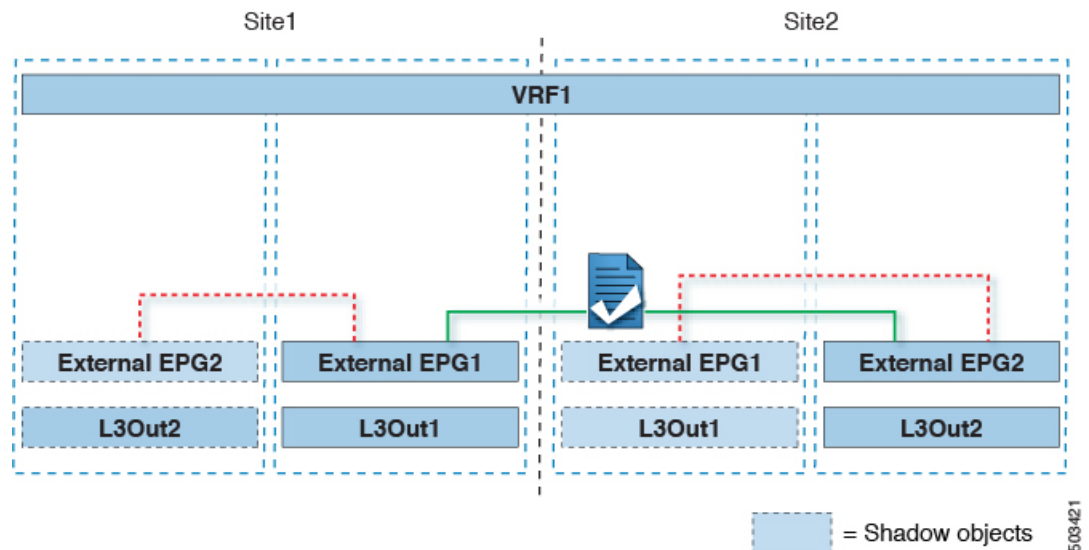 Site1
Site2
VRF1
External EPG2
External EPG1
External EPG1
External EPG2
L3Out2
L3Out1
L3Out1
L3Out2
= Shadow objects
503421